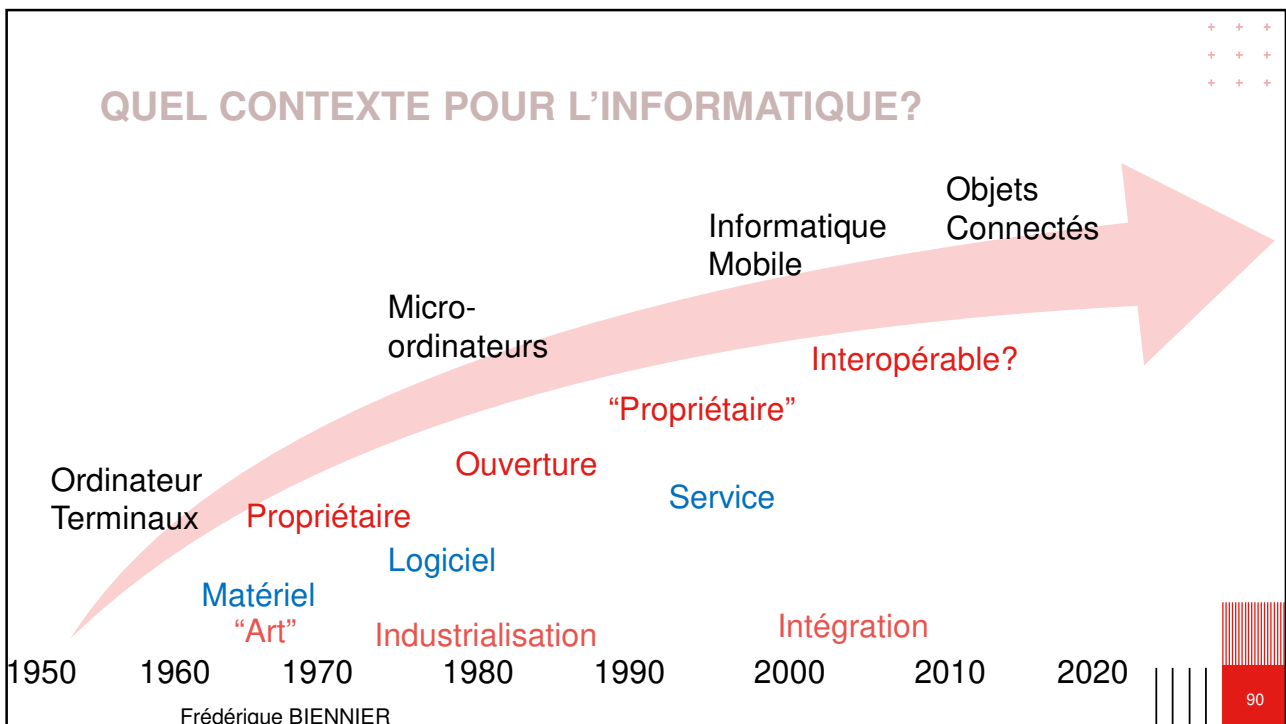 QUEL CONTEXTE POUR L'INFORMATIQUE?
Objets
Connectés
Informatique
Mobile
Micro-
ordinateurs
Interopérable?
“Propriétaire”
Ouverture
Ordinateur
Terminaux
Service
Propriétaire
Logiciel
Matériel
“Art”
Industrialisation
Intégration
1950 1960 1970 1980 1990 2000 2010 2020
Frédérique BIENNIER
90